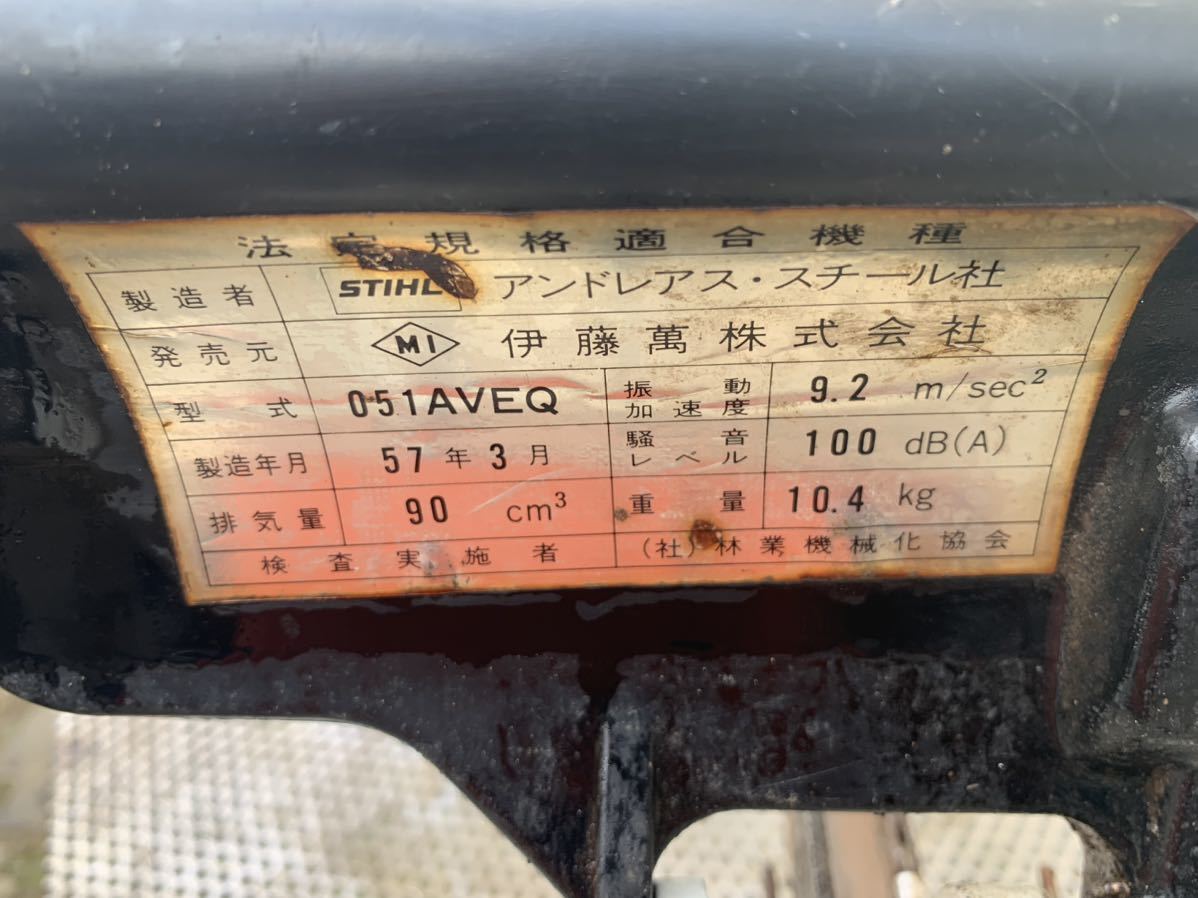 法定規格適合機種
製造者 STIHL アンドレアス・スチール社
発売元 MI 伊藤萬株式会社
型式 051AVEQ 振動加速度 9.2 m/sec²
製造年月 57年3月 騒音レベル 100 dB(A)
排気量 90 cm³ 重量 10.4 kg
検査実施者 (社)林業機械化協会